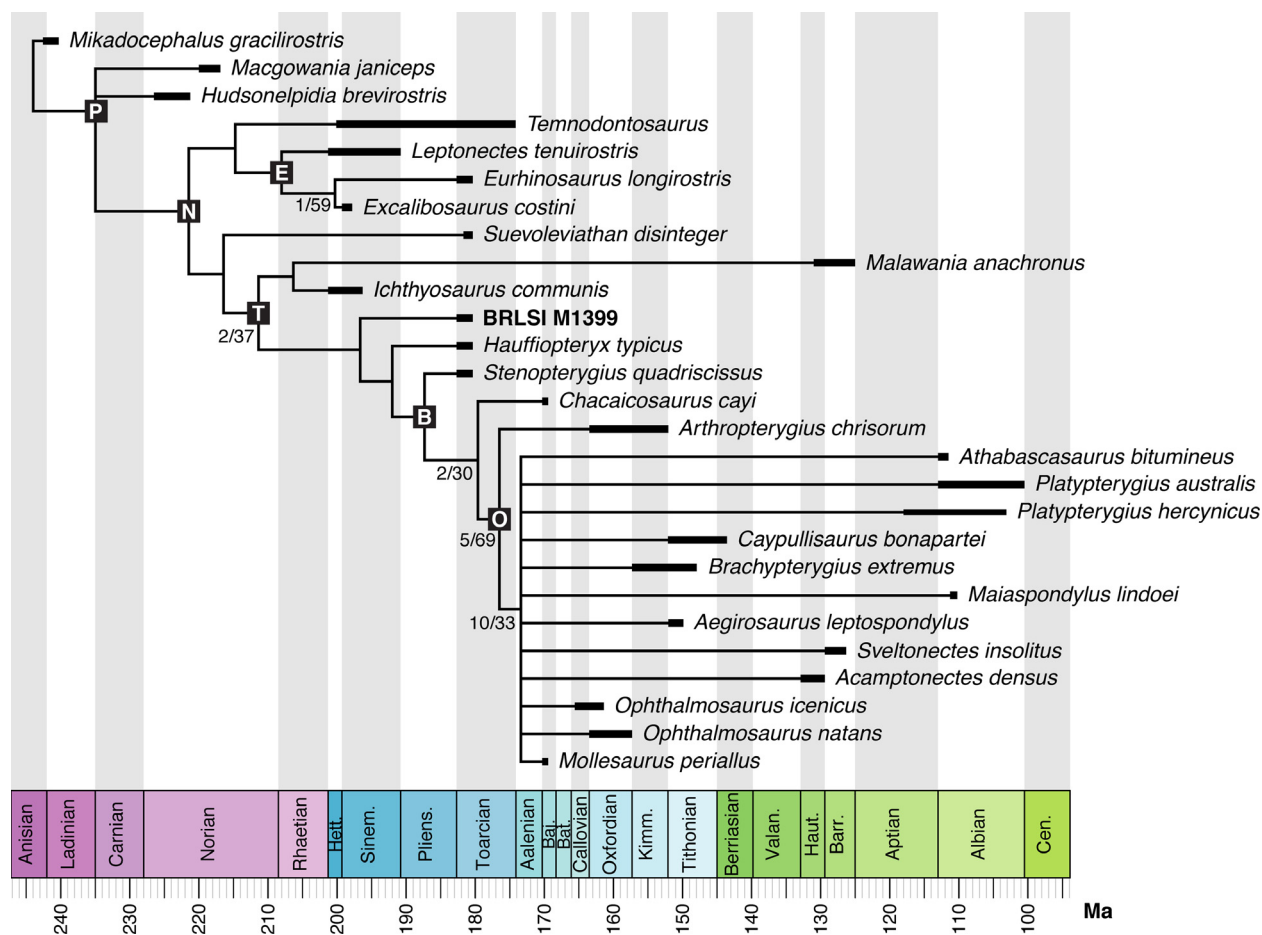 Mikadocephalus gracilirostris
Macgowania janiceps
Hudsonelpidia brevirostris
P
Temnodontosaurus
Leptonectes tenuirostris
E
Eurhinosaurus longirostris
1/59
Excalibosaurus costini
N
Suevoleviathan disinteger
Malawania anachronus
Ichthyosaurus communis
T
BRLSI M1399
2/37
Hauffiopteryx typicus
Stenopterygius quadriscissus
Chacaicosaurus cayi
B
Arthropterygius chrisorum
Athabascasaurus bitumineus
2/30
Platypterygius australis
Platypterygius hercynicus
O
5/69
Caypullisaurus bonapartei
Brachypterygius extremus
Maiaspondylus lindoei
10/33
Aegirosaurus leptospondylus
Sveltonectes insolitus
Acamptonectes densus
Ophthalmosaurus icenicus
Ophthalmosaurus natans
Mollesaurus periallus
Anisian
Ladinian
Carnian
Norian
Rhaetian
Hett.
Sinem.
Pliens.
Toarcian
Aalenian
Baj.
Bat.
Callovian
Oxfordian
Kimm.
Tithonian
Berriasian
Valan.
Haut.
Barr.
Aptian
Albian
Cen.
240
230
220
210
200
190
180
170
160
150
140
130
120
110
100
Ma